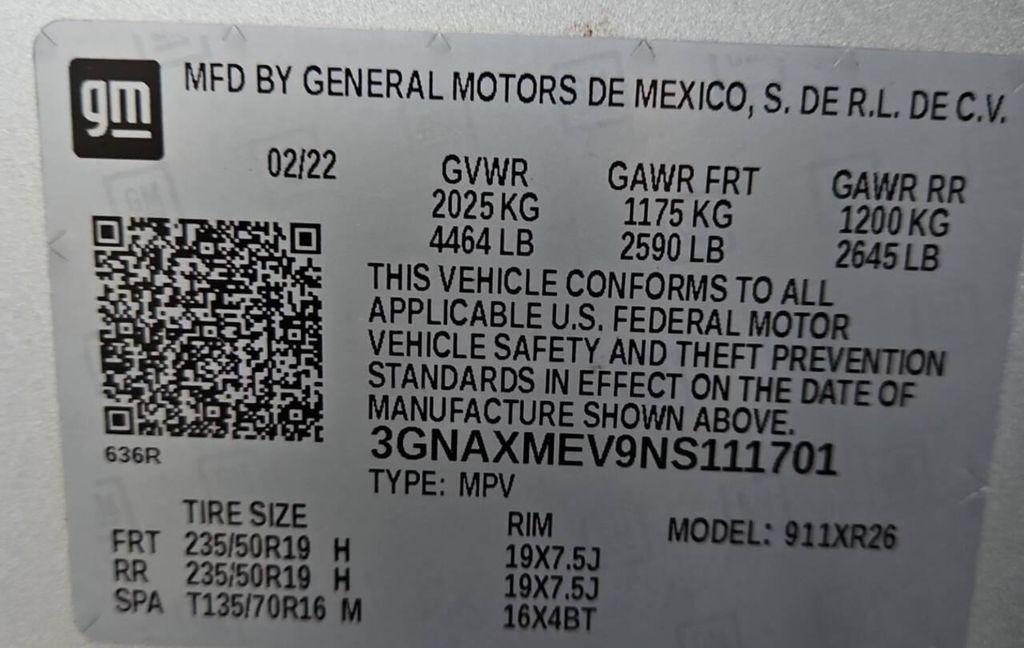 gm MFD BY GENERAL MOTORS DE MEXICO, S. DE R.L. DE C.V.
02/22 GVWR GAWR FRT GAWR RR
2025 KG 1175 KG 1200 KG
4464 LB 2590 LB 2645 LB
THIS VEHICLE CONFORMS TO ALL
APPLICABLE U.S. FEDERAL MOTOR
VEHICLE SAFETY AND THEFT PREVENTION
STANDARDS IN EFFECT ON THE DATE OF
MANUFACTURE SHOWN ABOVE.
636R
3GNAXMEV9NS111701
TYPE: MPV
TIRE SIZE RIM MODEL: 911XR26
FRT 235/50R19 H 19X7.5J
RR 235/50R19 H 19X7.5J
SPA T135/70R16 M 16X4BT